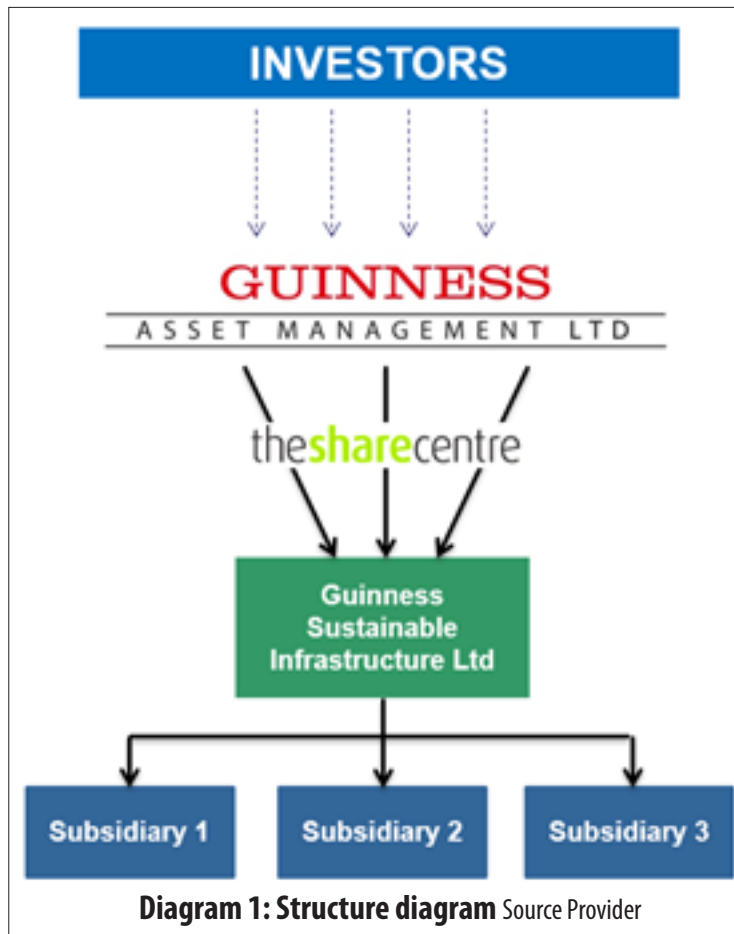 INVESTORS
GUINNESS
ASSET MANAGEMENT LTD
thesharecentre
Guinness
Sustainable
Infrastructure Ltd
Subsidiary 1
Subsidiary 2
Subsidiary 3
Diagram 1: Structure diagram Source Provider